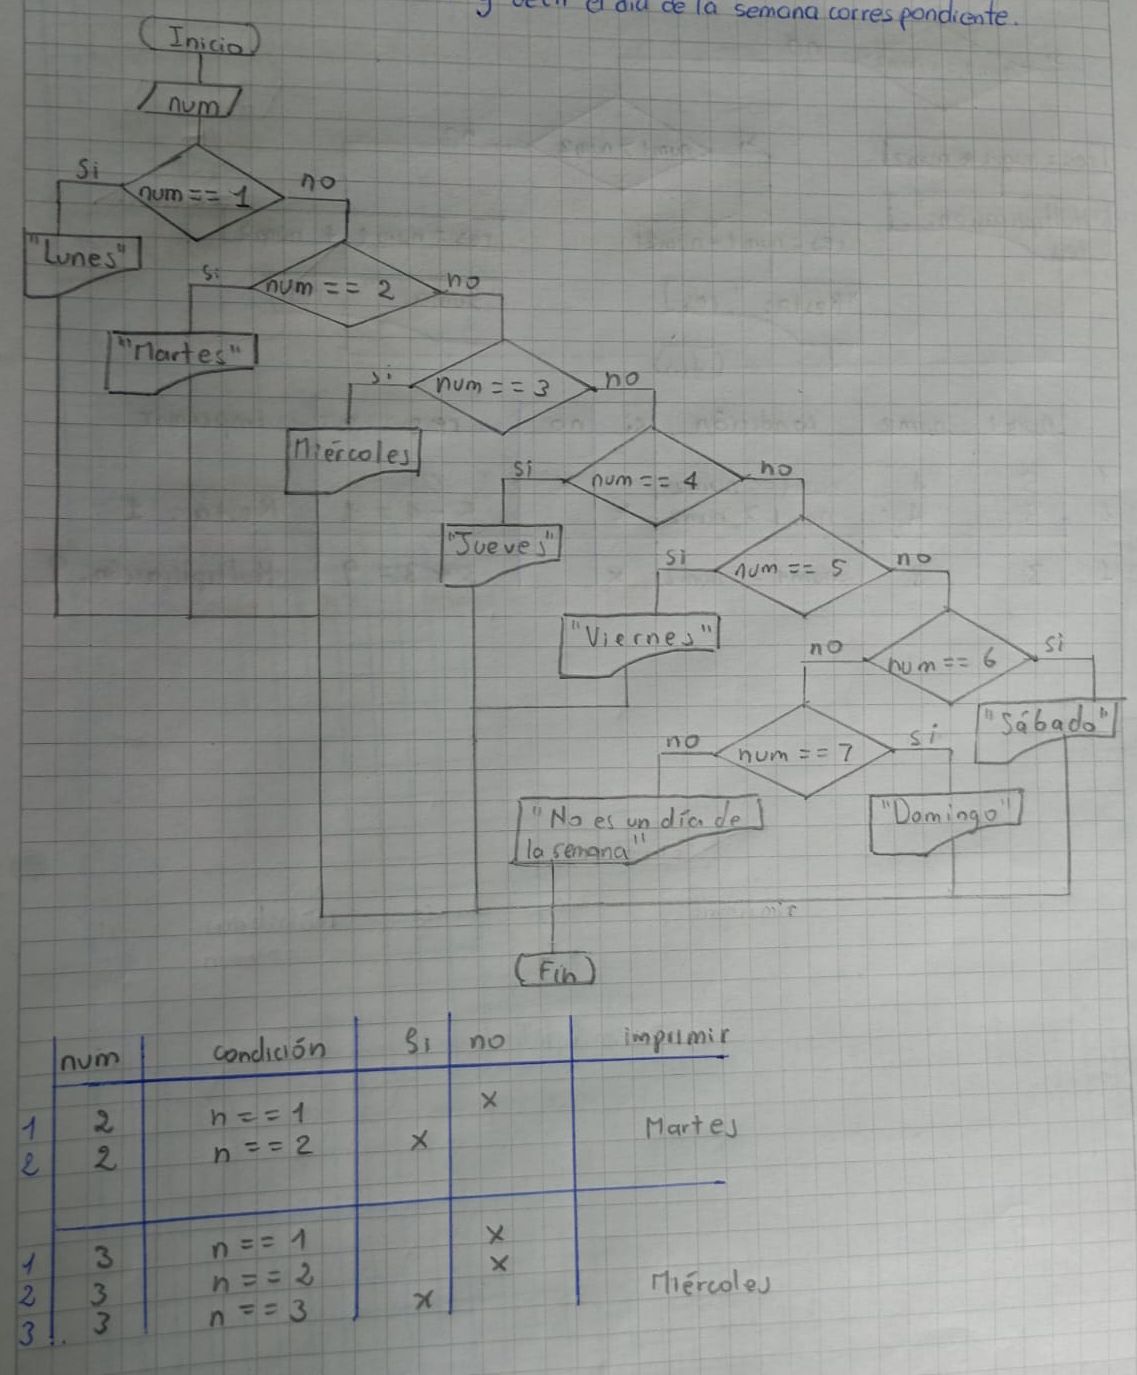 el día de la semana correspondiente.
Inicio
num
si
num == 1
no
"Lunes"
si
num == 2
no
"Martes"
si
num == 3
no
Miércoles
si
num == 4
no
"Jueves"
si
num == 5
no
"Viernes"
no
num == 6
si
"Sábado"
no
num == 7
si
"No es un día de
la semana"
"Domingo"
Fin
num condición Si no imprimir
1 2 n == 1 x
2 2 n == 2 x Martes
1 3 n == 1 x
2 3 n == 2 x Miércoles
3 3 n == 3 x